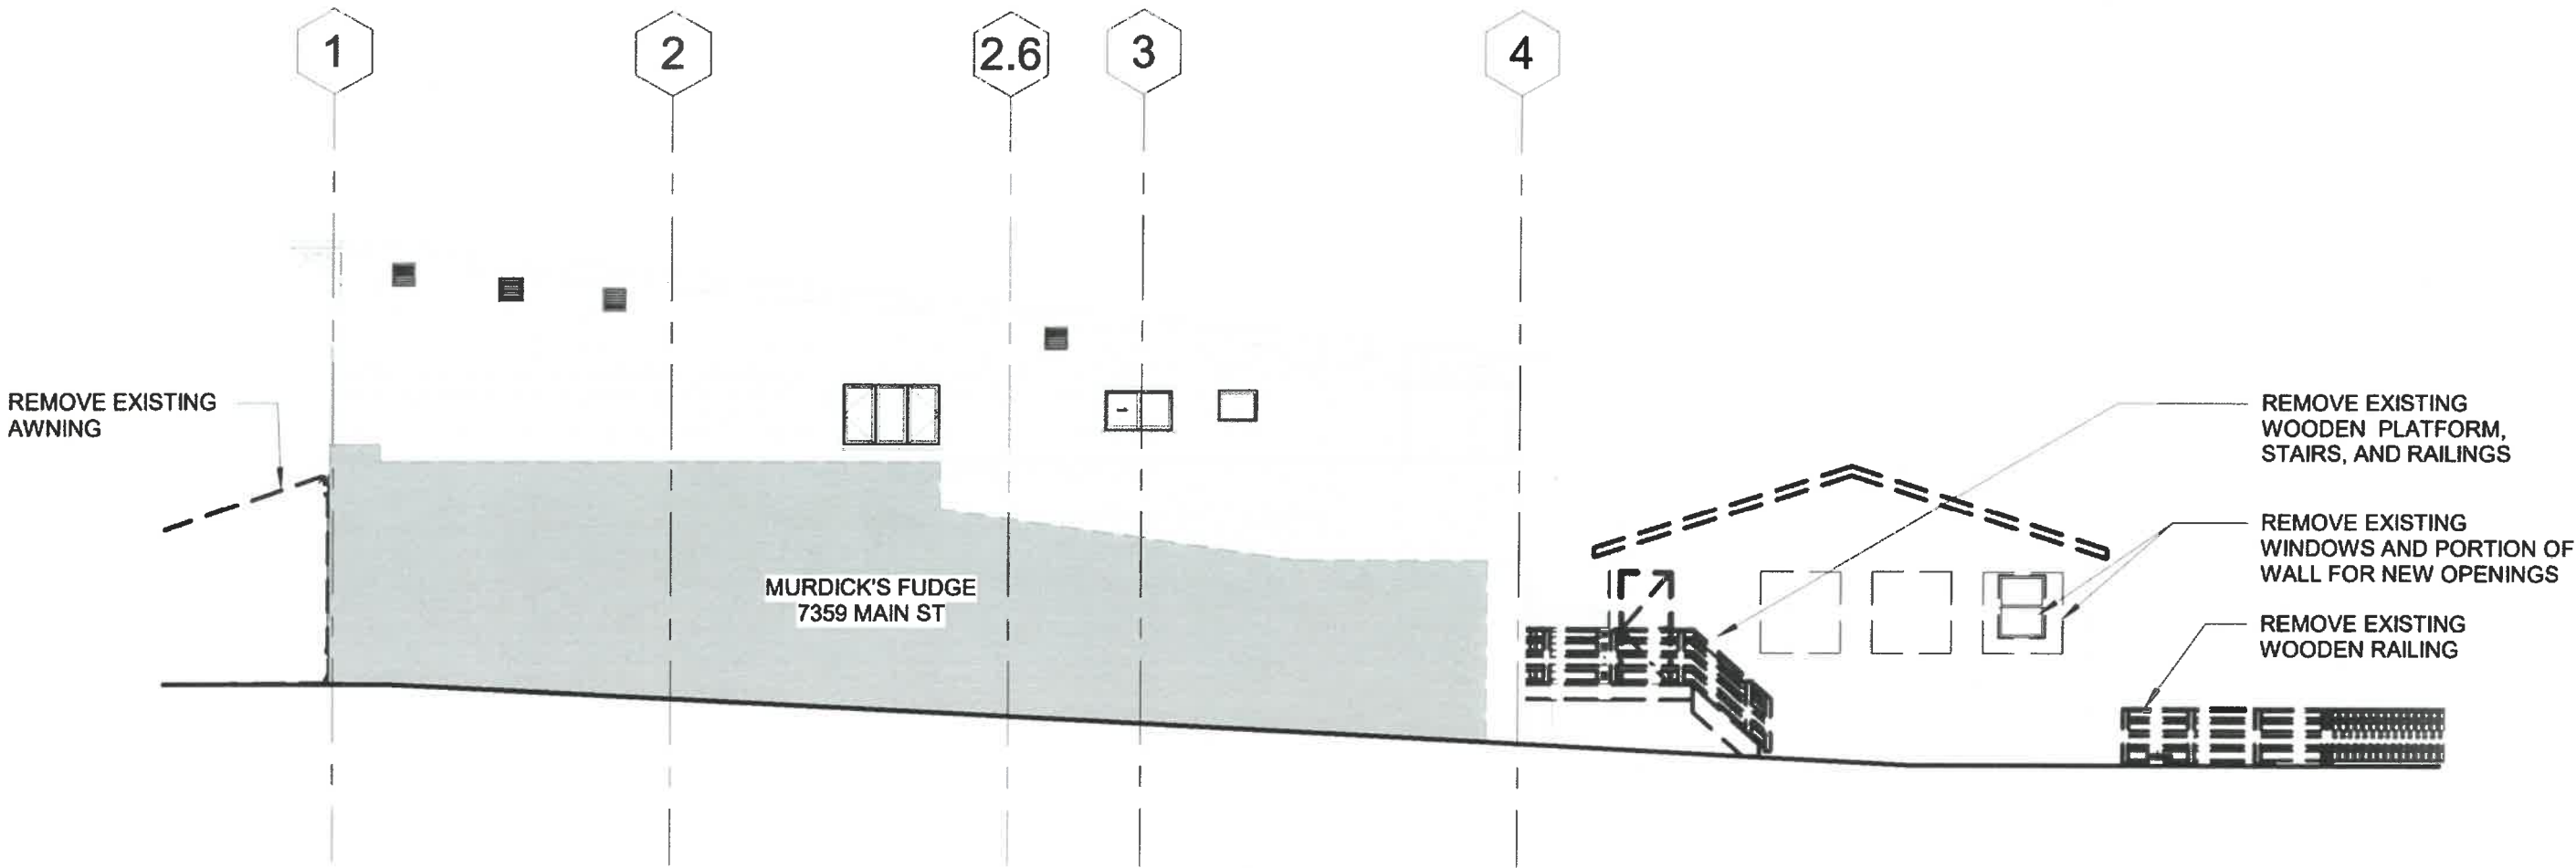 1
2
2.6
3
4
REMOVE EXISTING
AWNING
MURDICK'S FUDGE
7359 MAIN ST
REMOVE EXISTING
WOODEN PLATFORM,
STAIRS, AND RAILINGS
REMOVE EXISTING
WINDOWS AND PORTION OF
WALL FOR NEW OPENINGS
REMOVE EXISTING
WOODEN RAILING